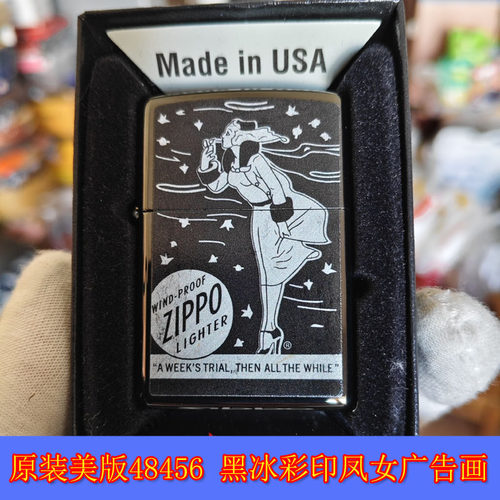 Made in USA
WIND-PROOF
ZIPPO
LIGHTER
®
"A WEEK'S TRIAL, THEN ALL THE WHILE"
原装美版48456 黑冰彩印风女广告画